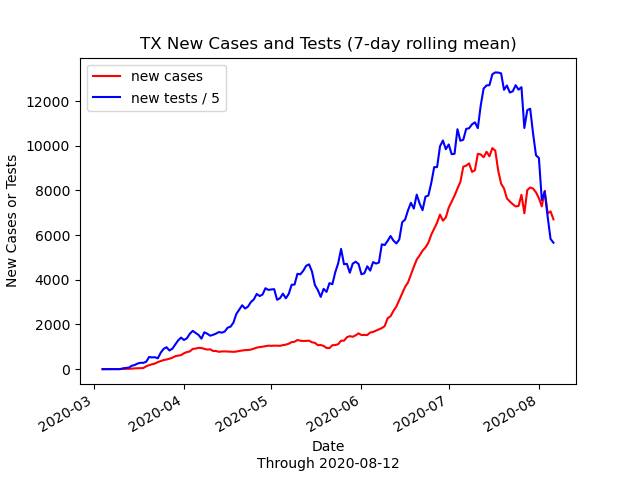 TX New Cases and Tests (7-day rolling mean)
new cases
new tests / 5
12000
10000
8000
6000
4000
2000
0
New Cases or Tests
2020-03
2020-04
2020-05
2020-06
2020-07
2020-08
Date
Through 2020-08-12